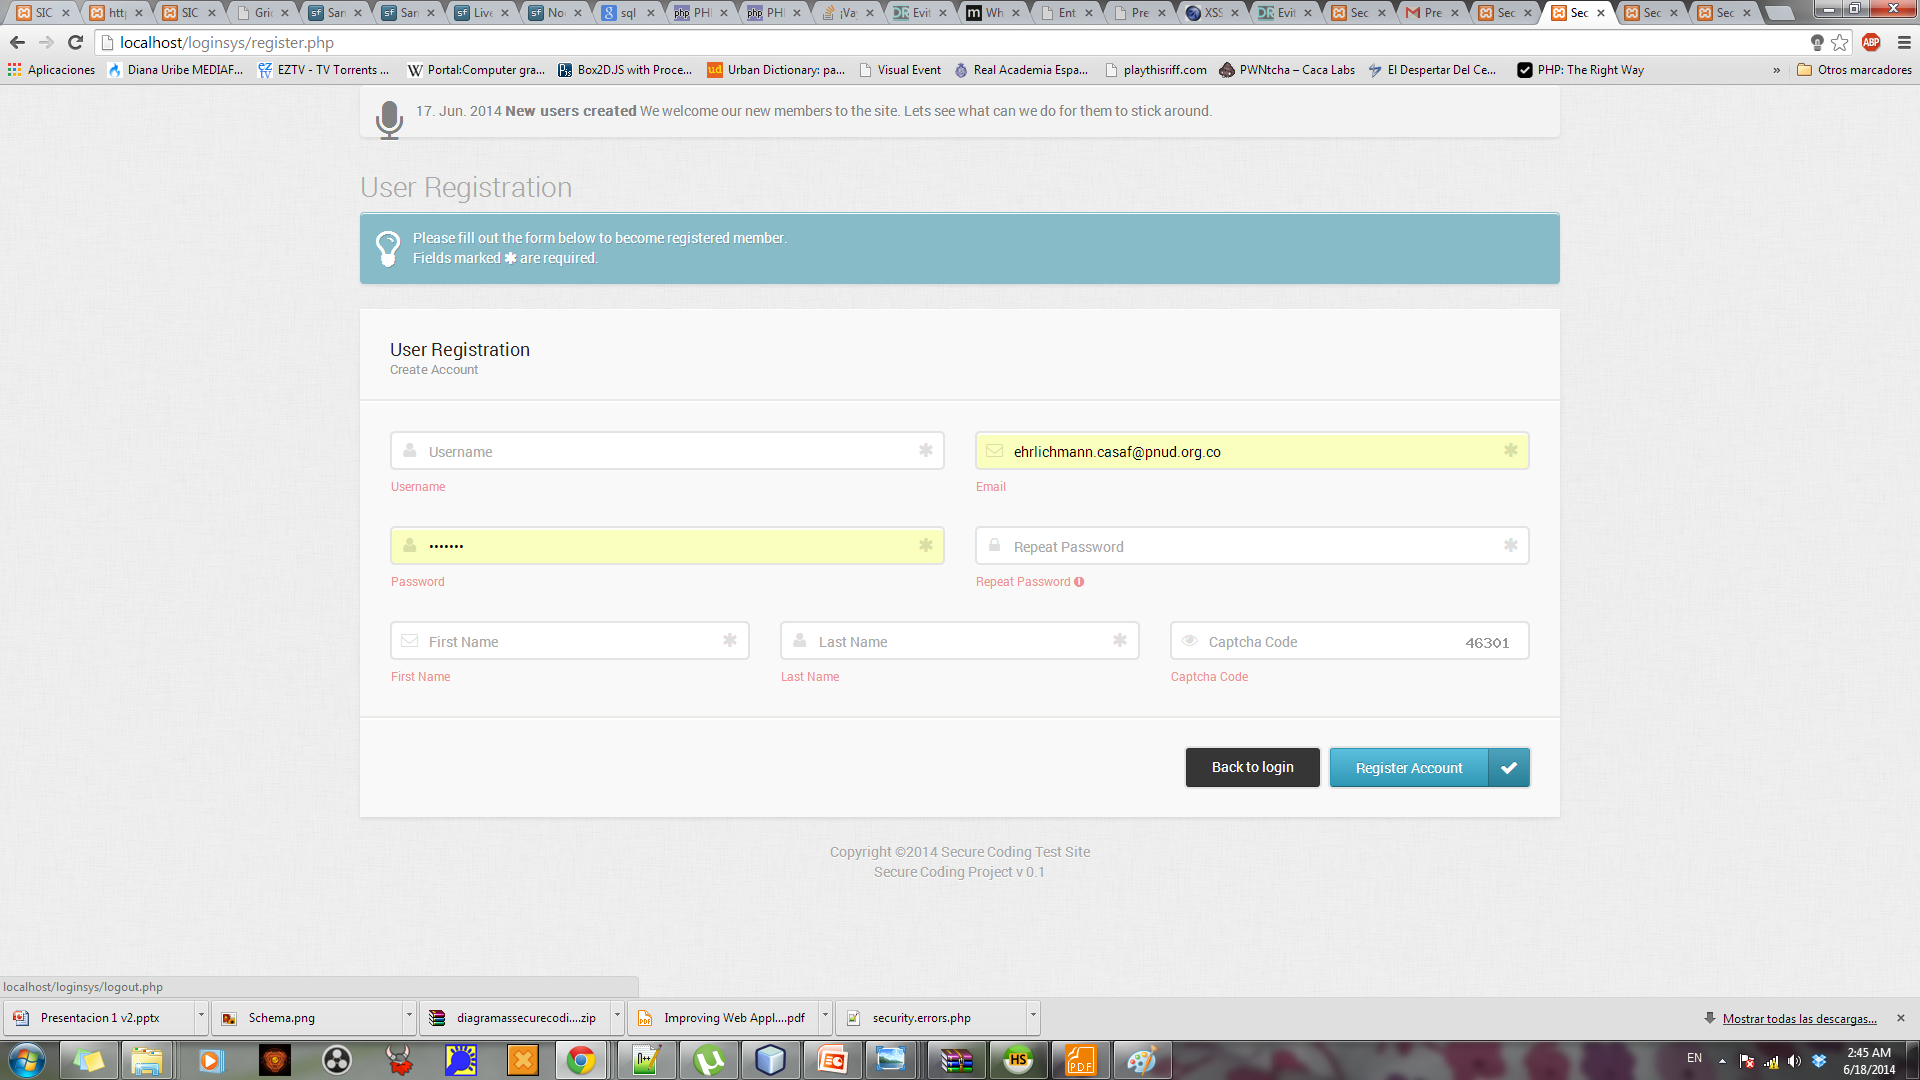 SIC
http
SIC
Gri
San
San
Live
No
sql
PHP
PHP
¡Va
Evit
Wh
Ent
Pre
XSS
Evit
Sec
Pre
Sec
Sec
Sec
Sec
localhost/loginsys/register.php
ABP
Aplicaciones
Diana Uribe MEDIAF...
EZTV - TV Torrents ...
Portal:Computer gra...
Box2D.JS with Proce...
Urban Dictionary: pa...
Visual Event
Real Academia Espa...
playthisriff.com
PWNtcha – Caca Labs
El Despertar Del Ce...
PHP: The Right Way
»
Otros marcadores
17. Jun. 2014 New users created We welcome our new members to the site. Lets see what can we do for them to stick around.
User Registration
Please fill out the form below to become registered member.
Fields marked ✱ are required.
User Registration
Create Account
Username
ehrlichmann.casaf@pnud.org.co
Username
Email
•••••••
Repeat Password
Password
Repeat Password
First Name
Last Name
Captcha Code
46301
First Name
Last Name
Captcha Code
Back to login
Register Account
Copyright ©2014 Secure Coding Test Site
Secure Coding Project v 0.1
localhost/loginsys/logout.php
Presentacion 1 v2.pptx
Schema.png
diagramassecurecodi....zip
Improving Web Appl....pdf
security.errors.php
Mostrar todas las descargas...
HS
PDF
EN
2:45 AM
6/18/2014